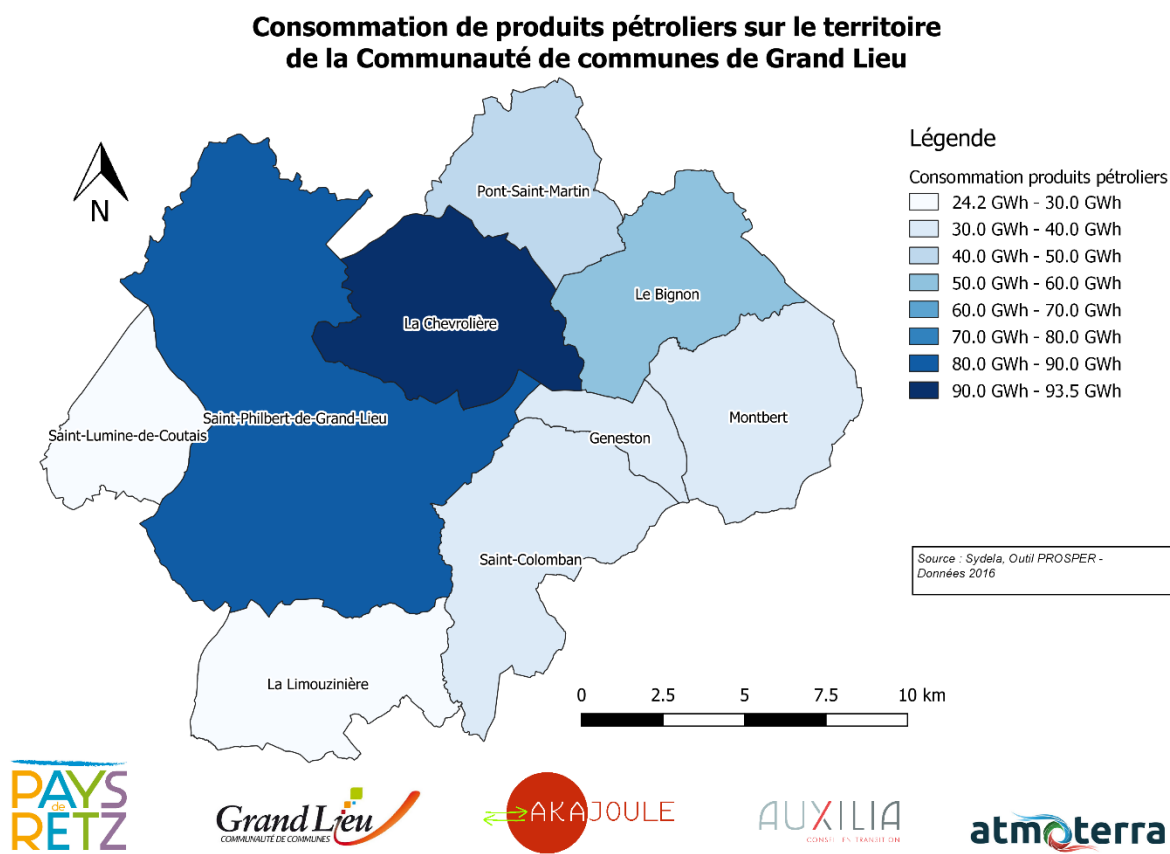 Consommation de produits pétroliers sur le territoire
de la Communauté de communes de Grand Lieu
N
Pont-Saint-Martin
Le Bignon
La Chevrolière
Saint-Philbert-de-Grand-Lieu
Saint-Lumine-de-Coutais
Geneston
Montbert
Saint-Colomban
La Limouzinière
Légende
Consommation produits pétroliers
24.2 GWh - 30.0 GWh
30.0 GWh - 40.0 GWh
40.0 GWh - 50.0 GWh
50.0 GWh - 60.0 GWh
60.0 GWh - 70.0 GWh
70.0 GWh - 80.0 GWh
80.0 GWh - 90.0 GWh
90.0 GWh - 93.5 GWh
Source : Sydela, Outil PROSPER -
Données 2016
0 2.5 5 7.5 10 km
PAYS
de
RETZ
Grand Lieu
COMMUNAUTÉ DE COMMUNES
AKAJOULE
AUXILIA
CONSEIL EN TRANSITION
atmoterra